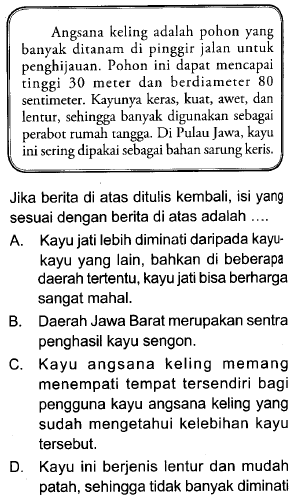 Angsana keling adalah pohon yang
banyak ditanam di pinggir jalan untuk
penghijauan. Pohon ini dapat mencapai
tinggi 30 meter dan berdiameter 80
sentimeter. Kayunya keras, kuat, awet, dan
lentur, sehingga banyak digunakan sebagai
perabot rumah tangga. Di Pulau Jawa, kayu
ini sering dipakai sebagai bahan sarung keris.
Jika berita di atas ditulis kembali, isi yang
sesuai dengan berita di atas adalah ....
A. Kayu jati lebih diminati daripada kayu-
kayu yang lain, bahkan di beberapa
daerah tertentu, kayu jati bisa berharga
sangat mahal.
B. Daerah Jawa Barat merupakan sentra
penghasil kayu sengon.
C. Kayu angsana keling memang
menempati tempat tersendiri bagi
pengguna kayu angsana keling yang
sudah mengetahui kelebihan kayu
tersebut.
D. Kayu ini berjenis lentur dan mudah
patah, sehingga tidak banyak diminati